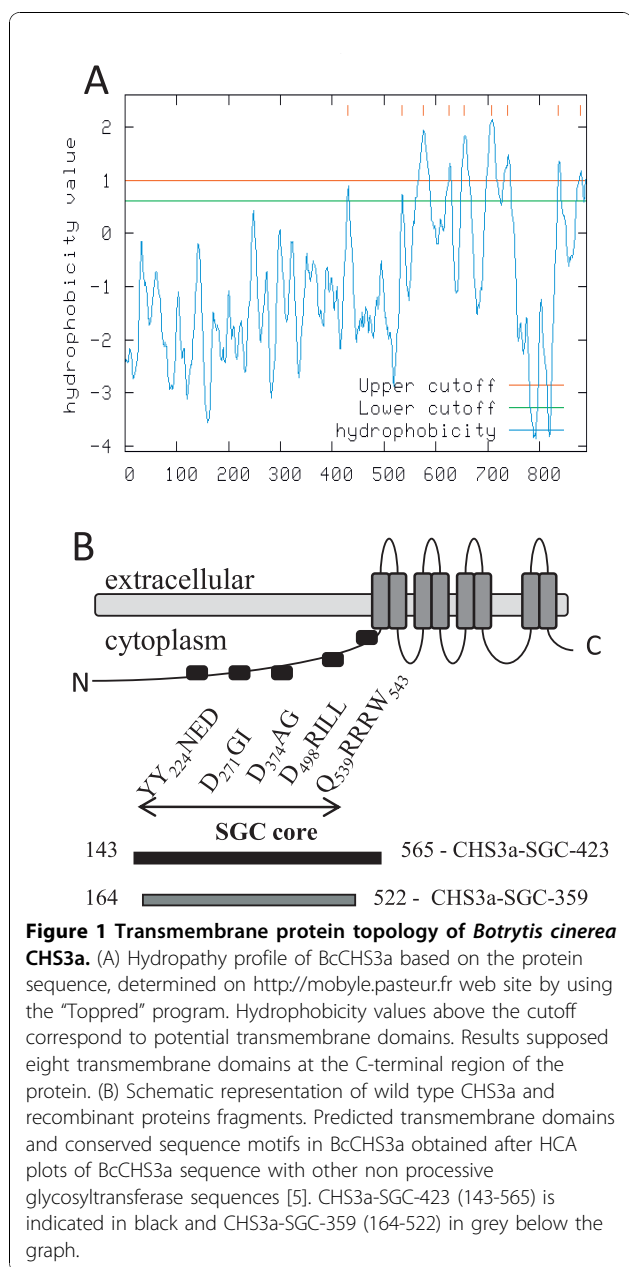 A
2
1
0
-1
-2
-3
-4
hydrophobicity value
Upper cutoff
Lower cutoff
hydrophobicity
0 100 200 300 400 500 600 700 800
B
extracellular
cytoplasm
N
C
YY224NED
D271GI
D374AG
D498RILL
Q539RRRW543
SGC core
143 565 - CHS3a-SGC-423
164 522 - CHS3a-SGC-359
Figure 1 Transmembrane protein topology of Botrytis cinerea
CHS3a. (A) Hydropathy profile of BcCHS3a based on the protein
sequence, determined on http://mobyle.pasteur.fr web site by using
the “Toppred” program. Hydrophobicity values above the cutoff
correspond to potential transmembrane domains. Results supposed
eight transmembrane domains at the C-terminal region of the
protein. (B) Schematic representation of wild type CHS3a and
recombinant proteins fragments. Predicted transmembrane domains
and conserved sequence motifs in BcCHS3a obtained after HCA
plots of BcCHS3a sequence with other non processive
glycosyltransferase sequences [5]. CHS3a-SGC-423 (143-565) is
indicated in black and CHS3a-SGC-359 (164-522) in grey below the
graph.